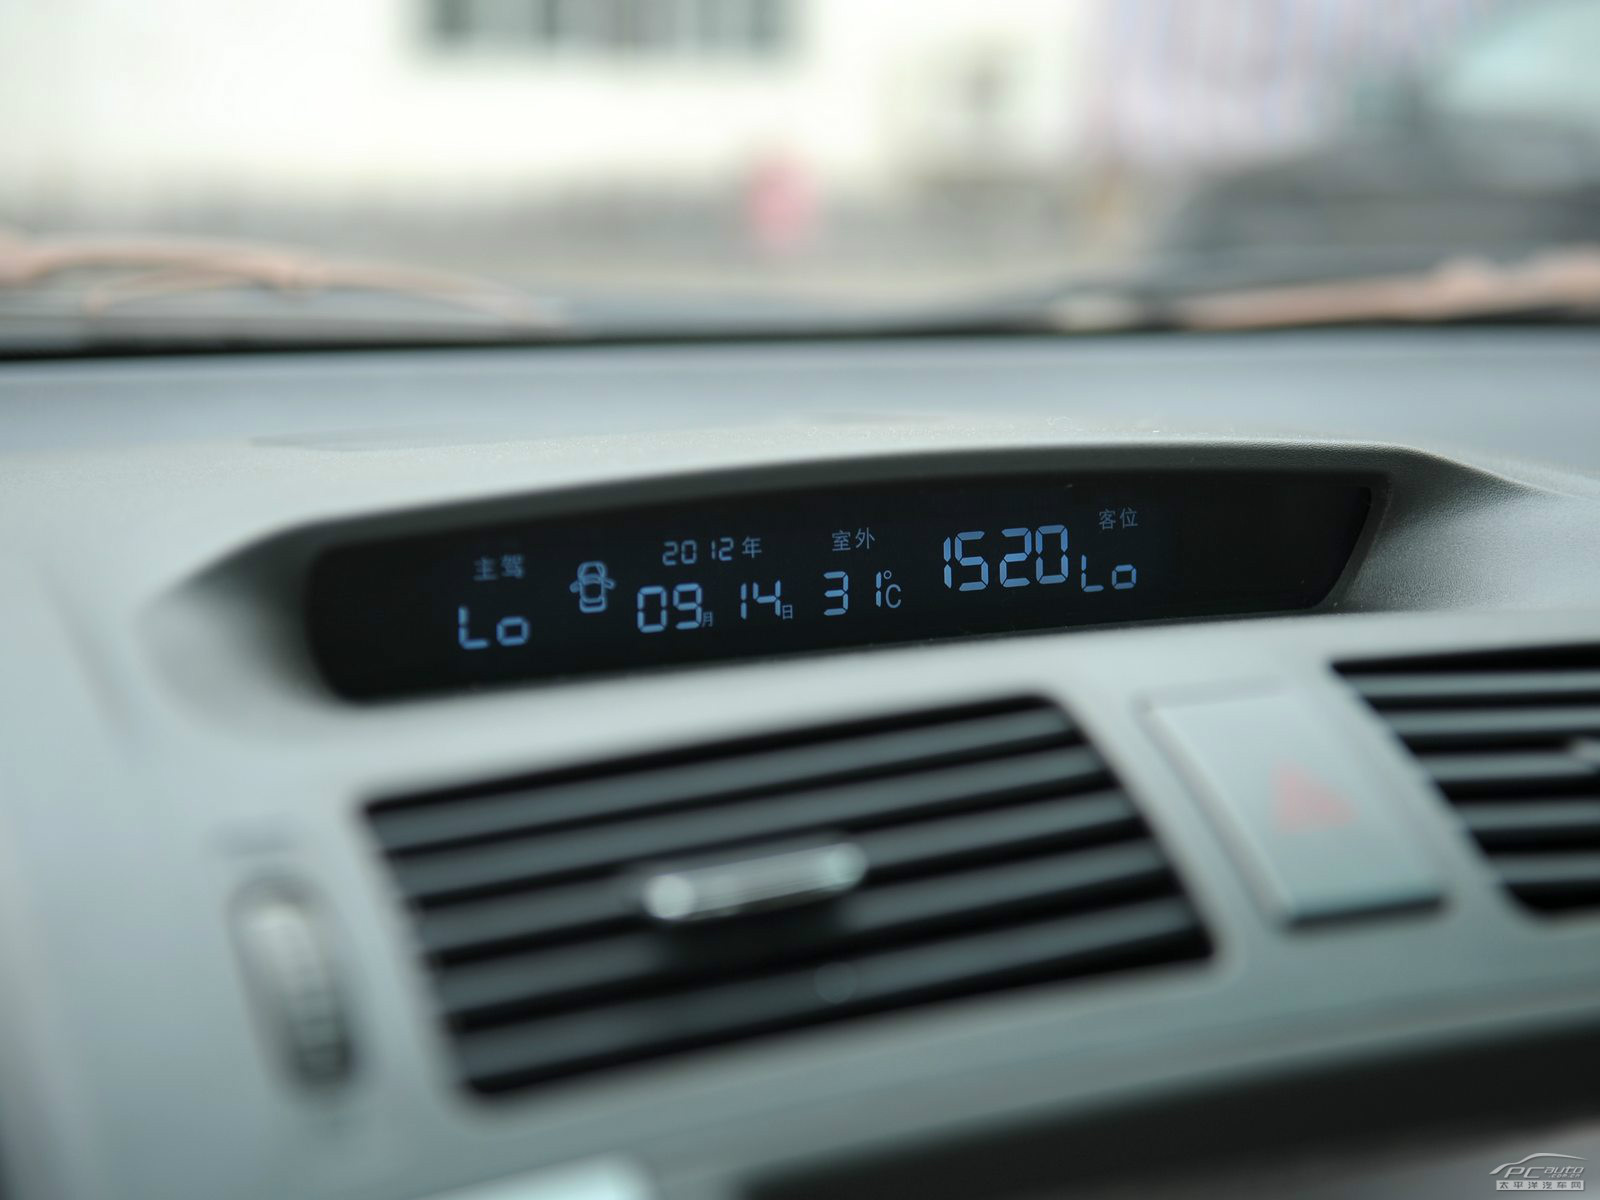 主驾
Lo
2012年
09月 14日
室外
31℃
1520
客位
Lo
PCauto
太平洋汽车网